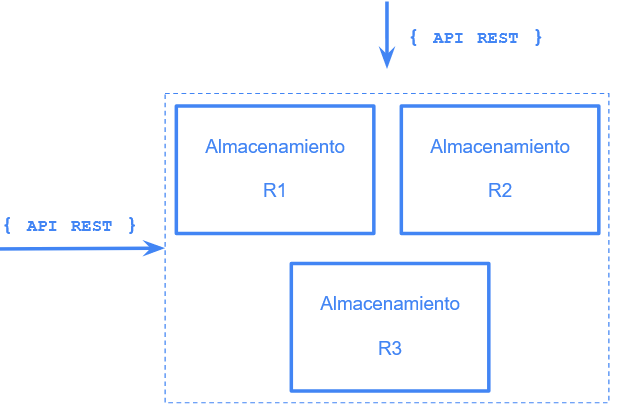 { API REST }
Almacenamiento
R1
Almacenamiento
R2
{ API REST }
Almacenamiento
R3